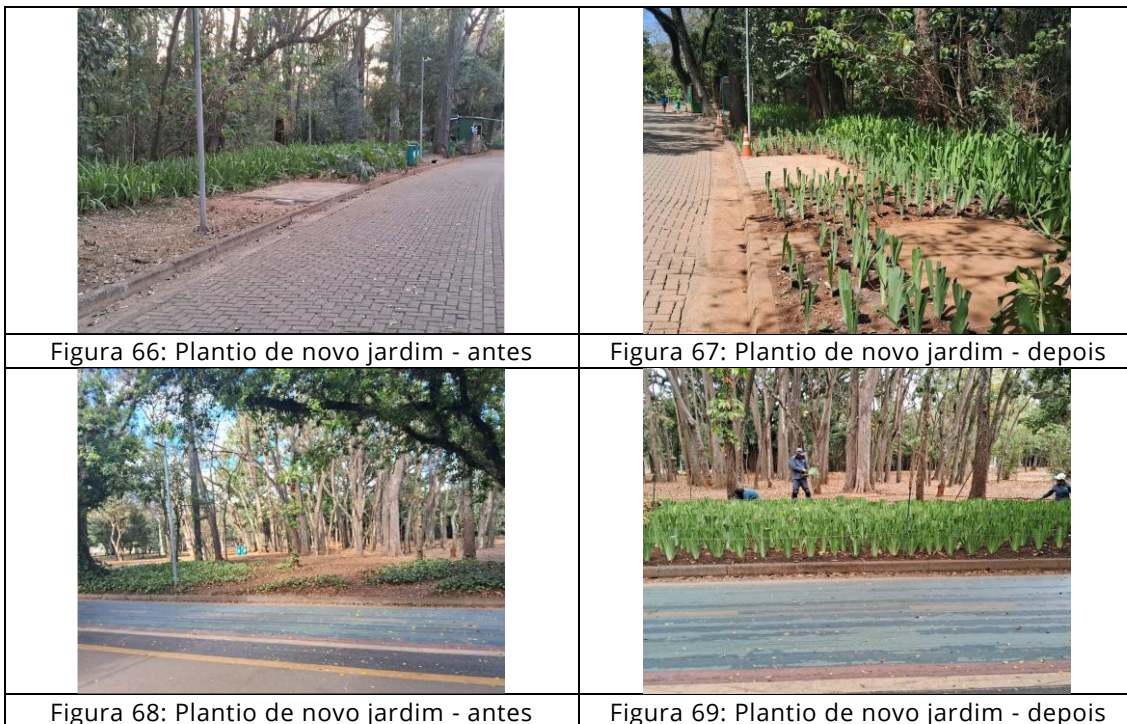 Figura 66: Plantio de novo jardim - antes
Figura 67: Plantio de novo jardim - depois
Figura 68: Plantio de novo jardim - antes
Figura 69: Plantio de novo jardim - depois